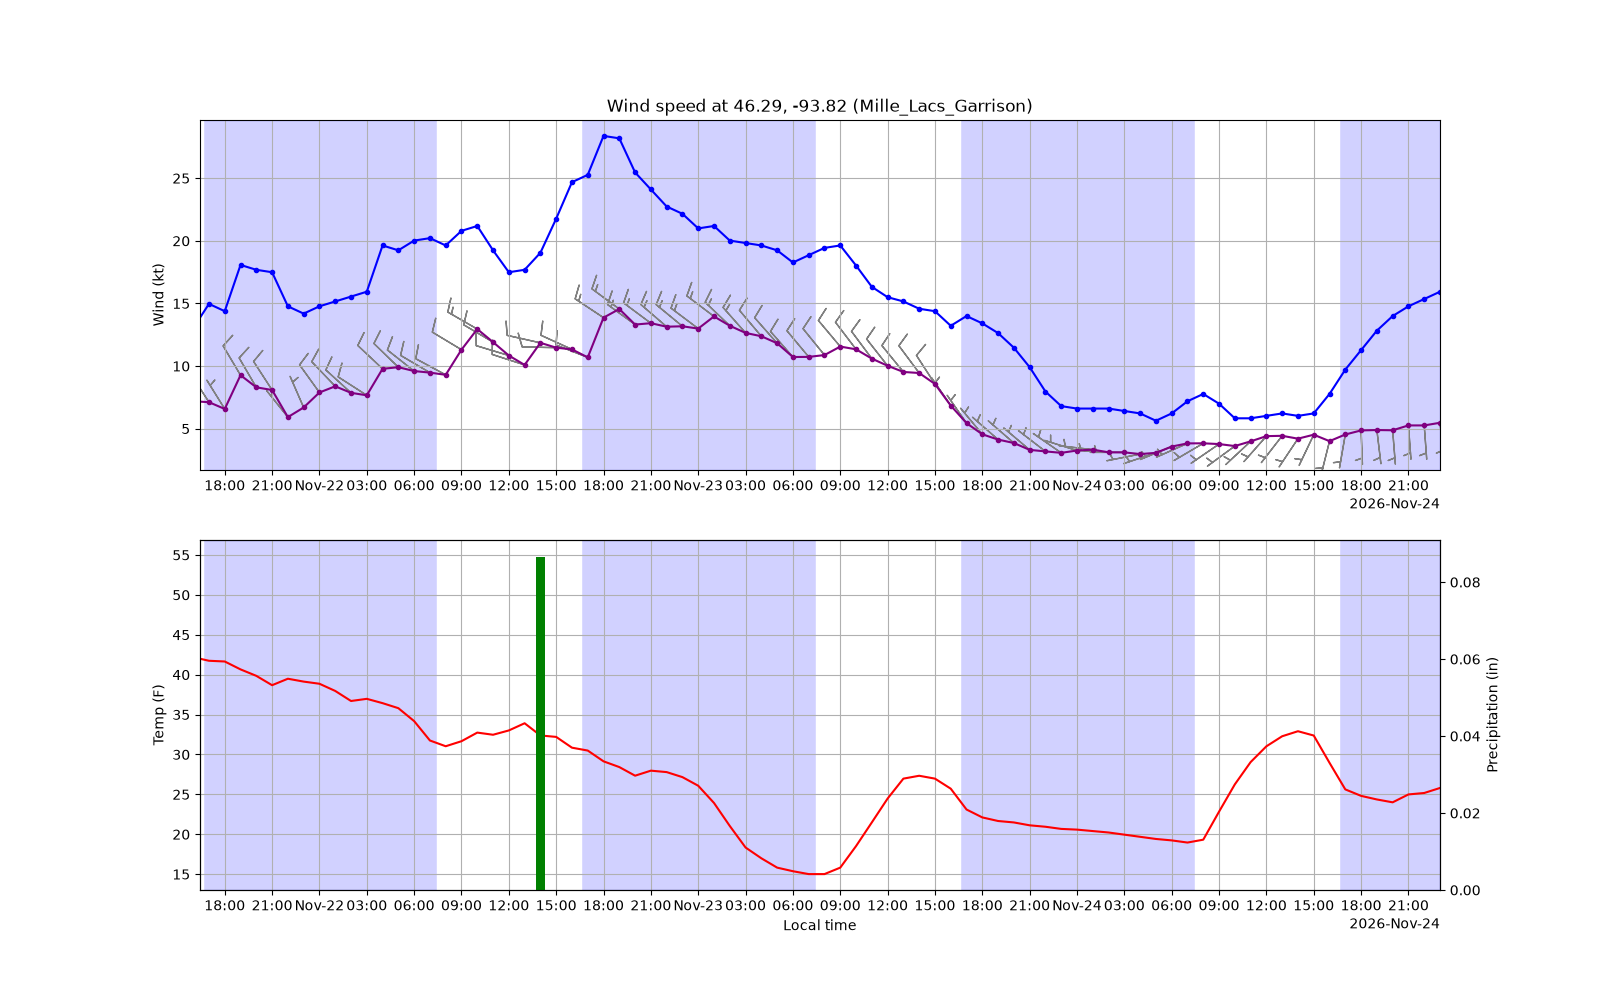 Wind speed at 46.29, -93.82 (Mille_Lacs_Garrison)
Wind (kt)
25
20
15
10
5
18:00 21:00 Nov-22 03:00 06:00 09:00 12:00 15:00 18:00 21:00 Nov-23 03:00 06:00 09:00 12:00 15:00 18:00 21:00 Nov-24 03:00 06:00 09:00 12:00 15:00 18:00 21:00
2026-Nov-24
Temp (F)
55
50
45
40
35
30
25
20
15
0.08
0.06
0.04
0.02
0.00
Precipitation (in)
18:00 21:00 Nov-22 03:00 06:00 09:00 12:00 15:00 18:00 21:00 Nov-23 03:00 06:00 09:00 12:00 15:00 18:00 21:00 Nov-24 03:00 06:00 09:00 12:00 15:00 18:00 21:00
Local time
2026-Nov-24